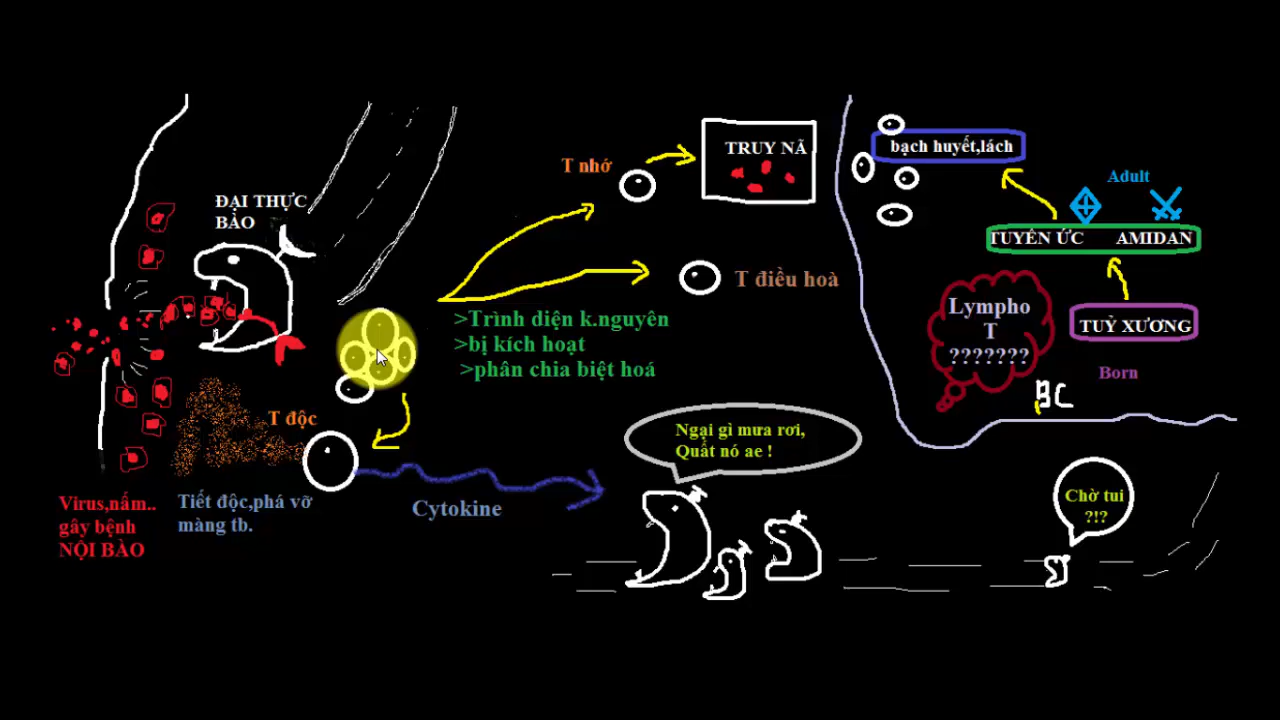 ĐẠI THỰC
BÀO
T nhớ
TRUY NÃ
bạch huyết,lách
Adult
TUYÊN ỨC AMIDAN
T điều hoà
Lympho
T
???????
TUỶ XƯƠNG
Born
BC
>Trình diện k.nguyên
>bị kích hoạt
>phân chia biệt hoá
T độc
Ngại gì mưa rơi,
Quất nó ae !
Virus,nấm..
gây bệnh
NỘI BÀO
Tiết độc,phá vỡ
màng tb.
Cytokine
Chờ tui
?!?